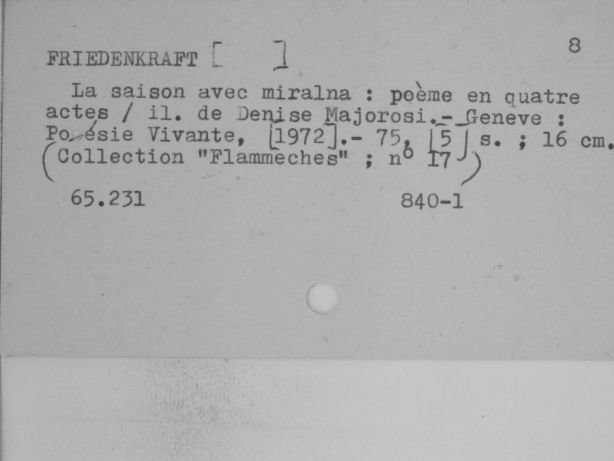 8
FRIEDENKRAFT [ ]
La saison avec miralna : poème en quatre
actes / il. de Denise Majorosi.- Geneve :
Poésie Vivante, [1972].- 75, [5] s. ; 16 cm.
(Collection "Flammeches" ; nº 17)
65.231 840-1